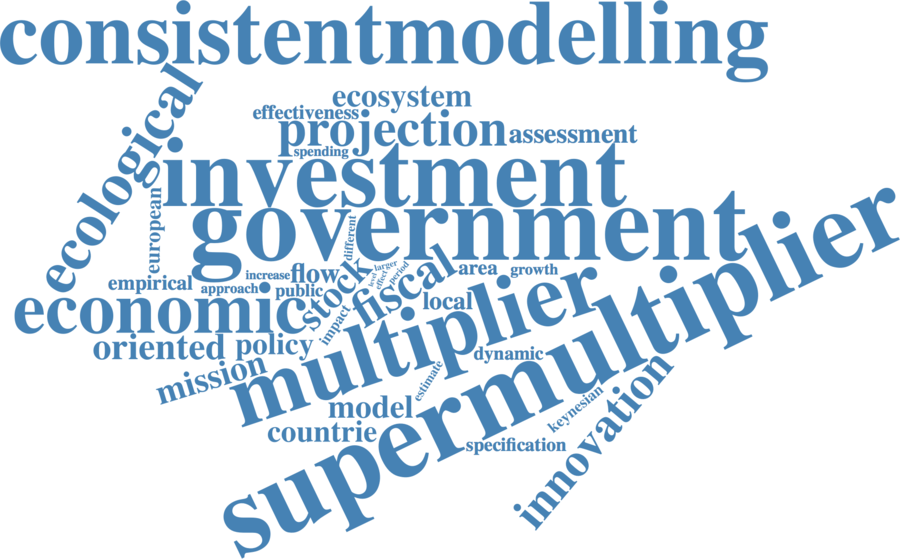 consistentmodelling
ecological
ecosystem
effectiveness
projection
assessment
spending
investment
european
government
different
supermultiplier
empirical
increase
approach
flow
public
stock
level
larger
effect
period
fiscal
area
growth
economic
impact
local
multiplier
oriented
policy
dynamic
mission
estimate
model
keynesian
innovation
countrie
specification